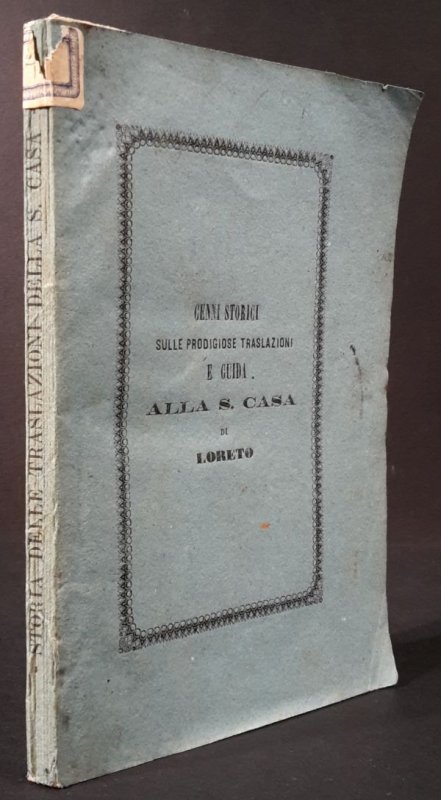 CENNI STORICI
SULLE PRODIGIOSE TRASLAZIONI
E GUIDA
ALLA S. CASA
DI
LORETO
STORIA DELLE TRASLAZIONI DELLA S. CASA